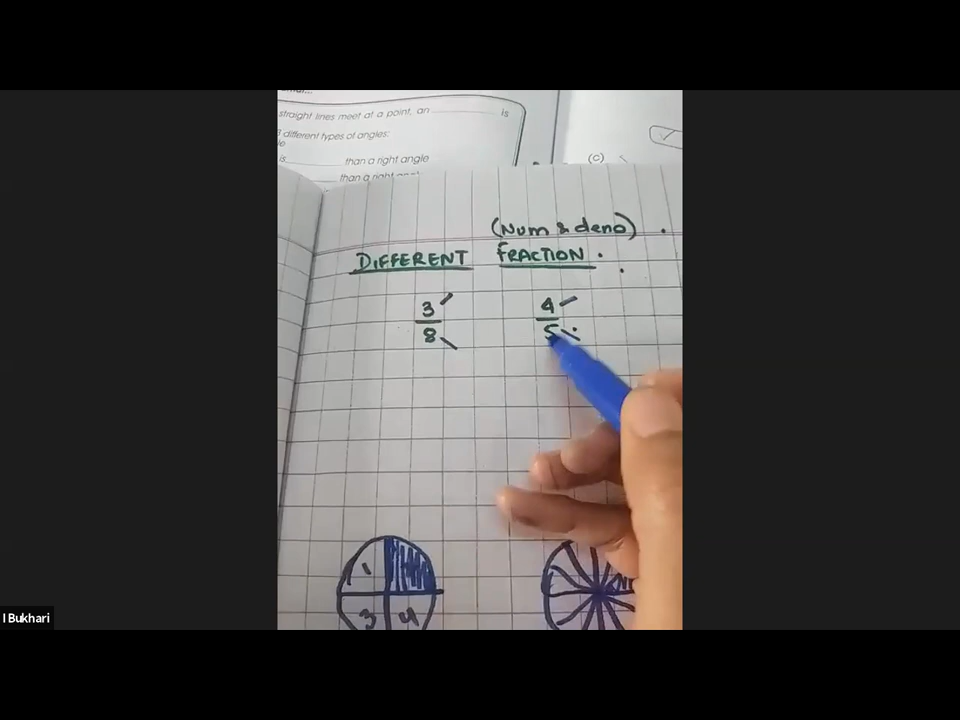 straight lines meet at a point, an is
different types of angles:
is than a right angle
than a right
(c)
(Num & deno) .
DIFFERENT FRACTION .
3 4
8 5
1
3 4
I Bukhari